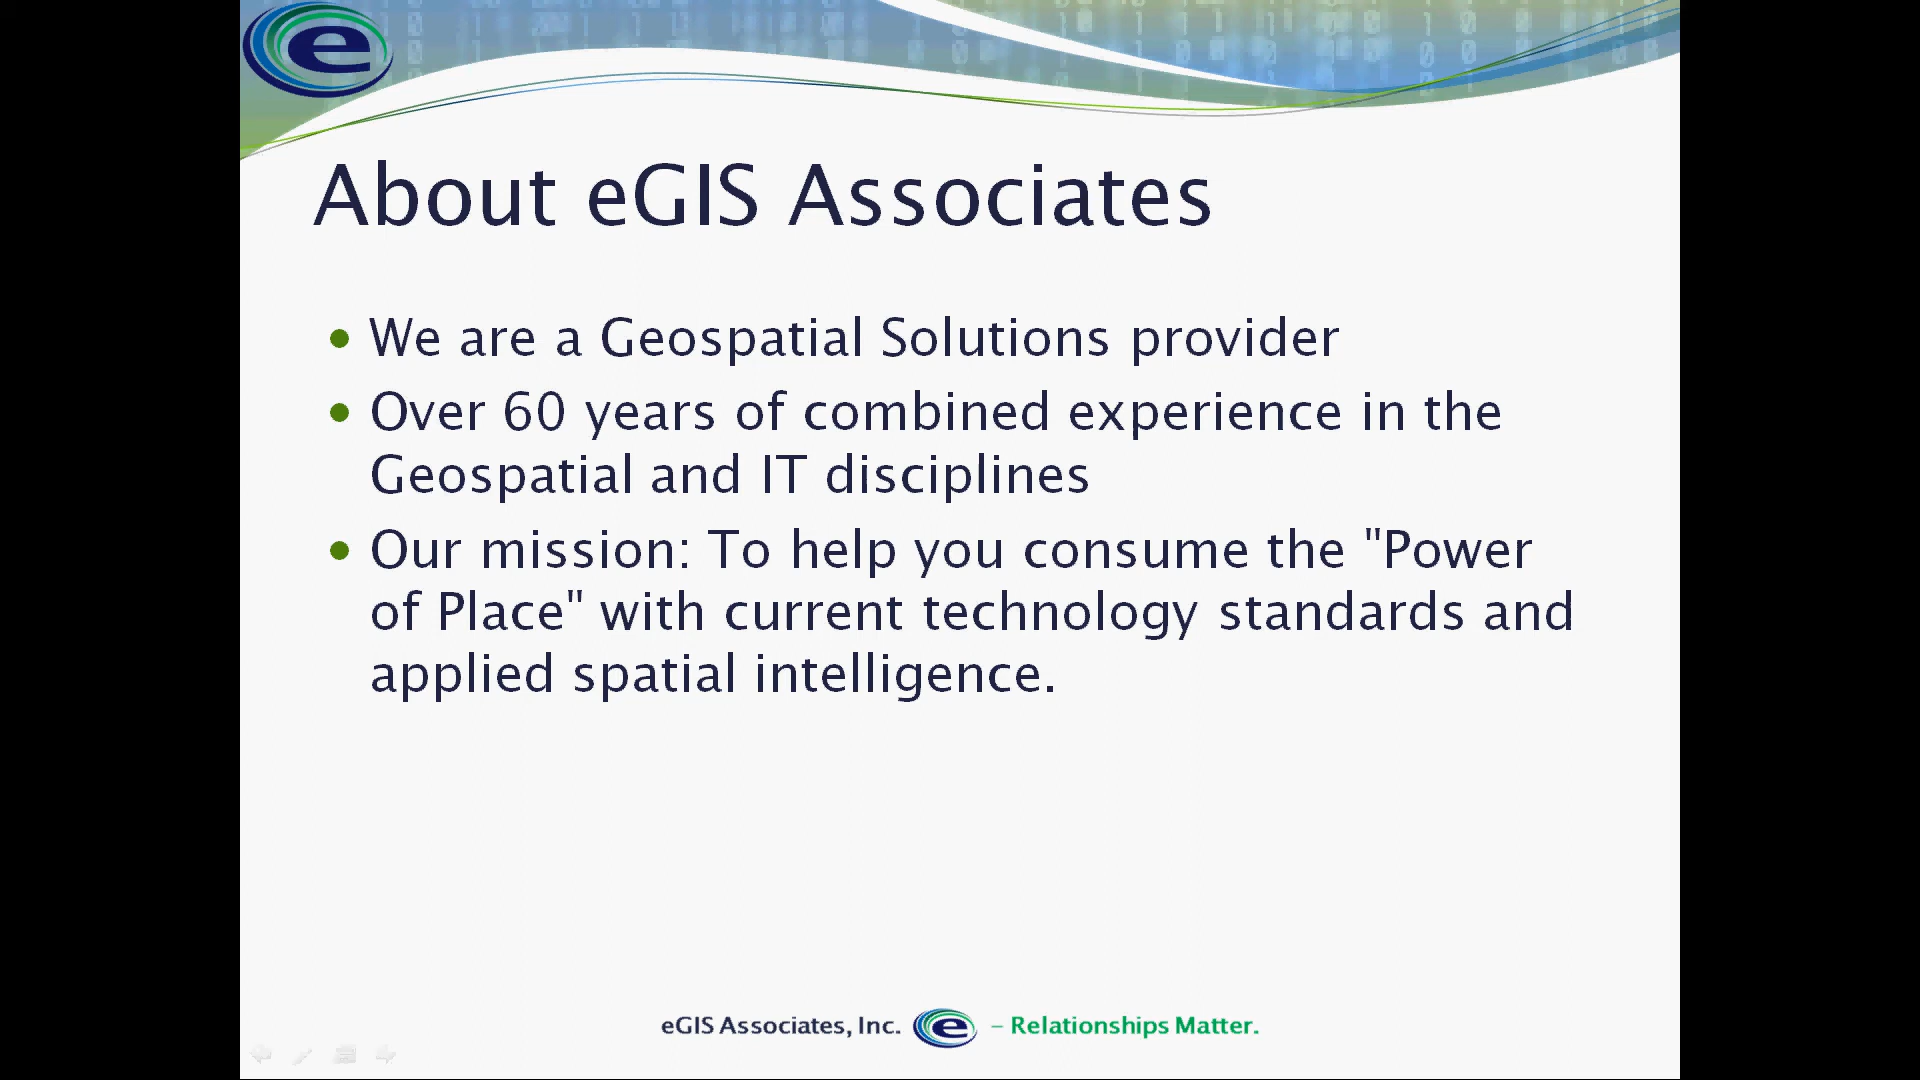 e
About eGIS Associates
• We are a Geospatial Solutions provider
• Over 60 years of combined experience in the
Geospatial and IT disciplines
• Our mission: To help you consume the "Power
of Place" with current technology standards and
applied spatial intelligence.
eGIS Associates, Inc. e – Relationships Matter.